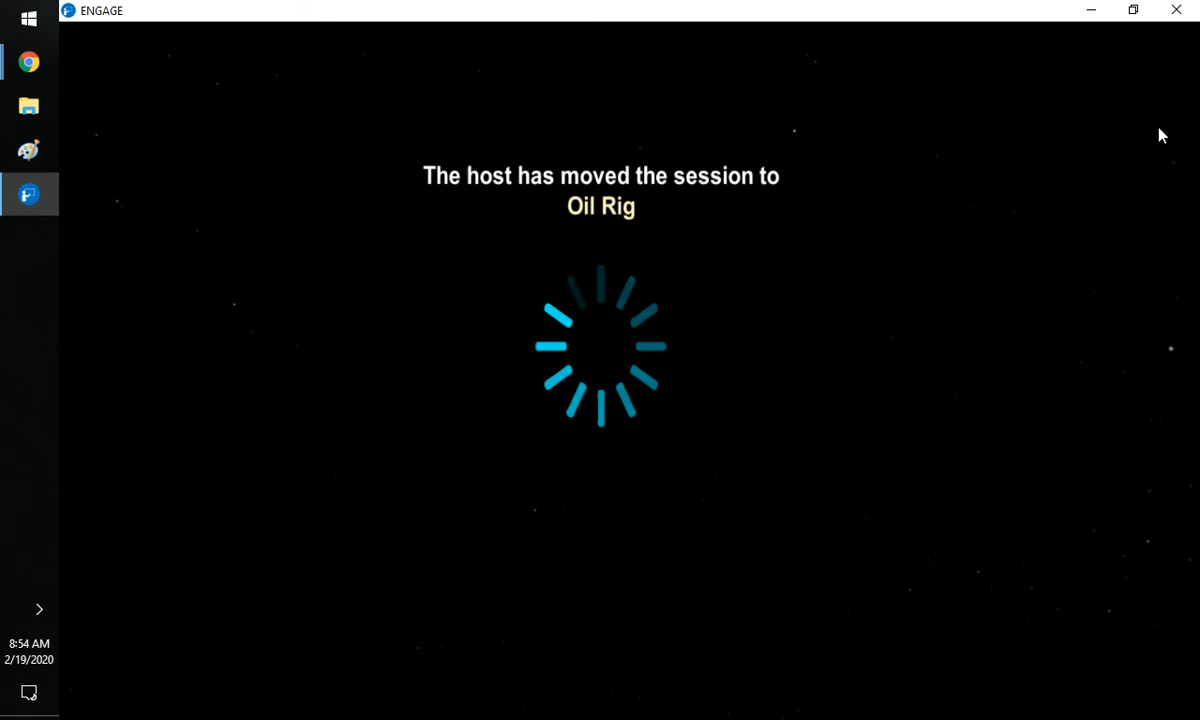 ENGAGE
The host has moved the session to
Oil Rig
8:54 AM
2/19/2020